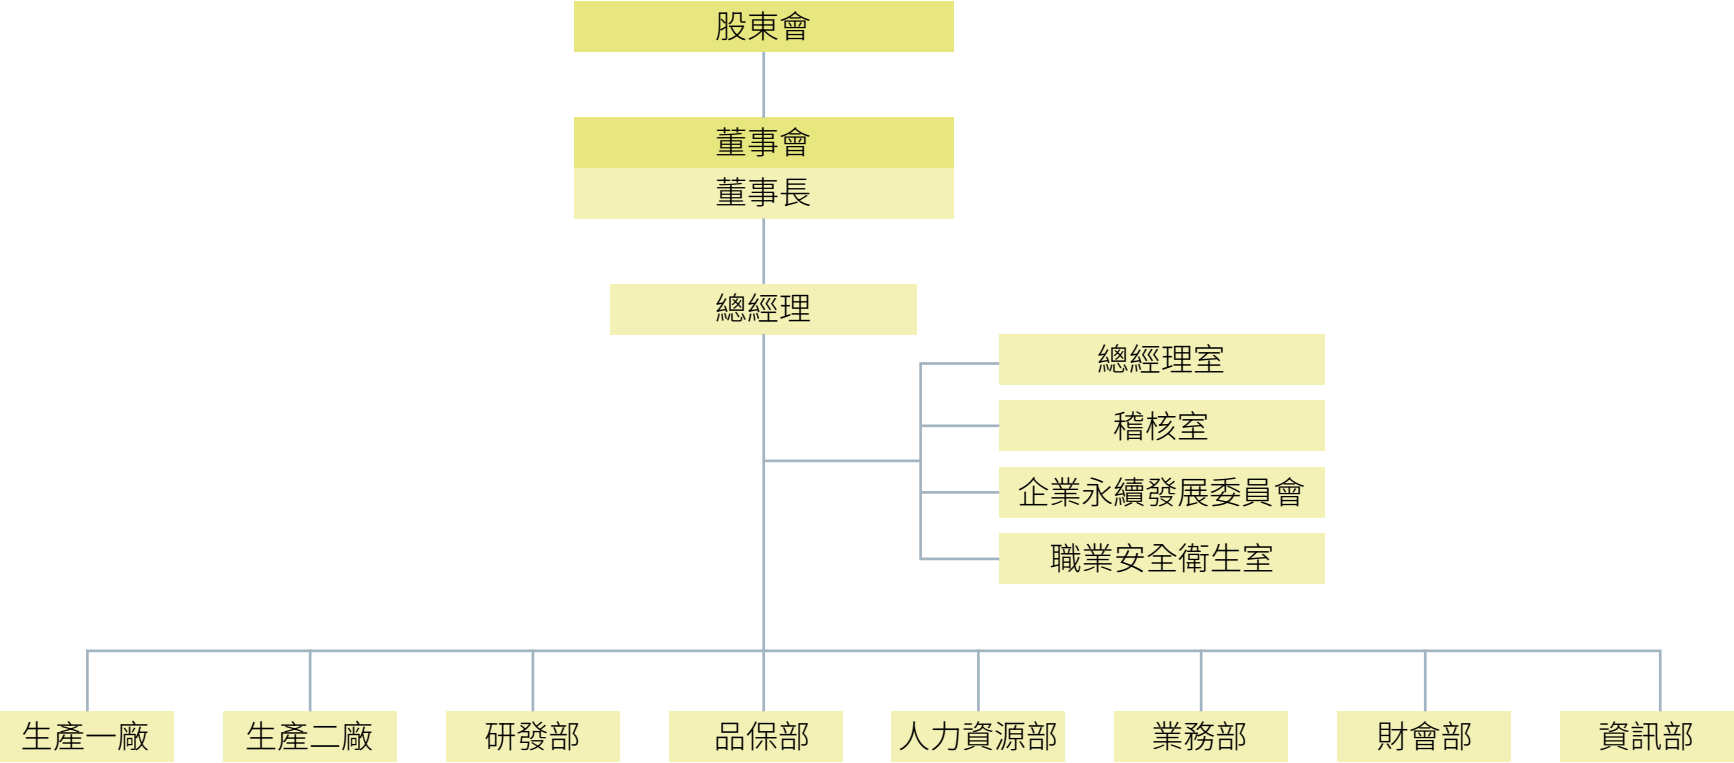 股東會
董事會
董事長
總經理
總經理室
稽核室
企業永續發展委員會
職業安全衛生室
生產一廠
生產二廠
研發部
品保部
人力資源部
業務部
財會部
資訊部